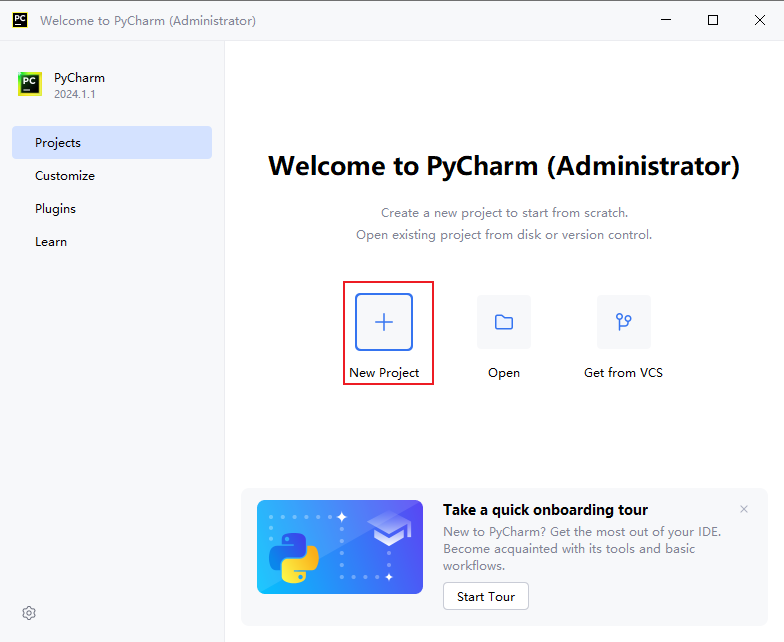 PC Welcome to PyCharm (Administrator)
PC PyCharm
2024.1.1
Projects
Customize
Plugins
Learn
Welcome to PyCharm (Administrator)
Create a new project to start from scratch.
Open existing project from disk or version control.
New Project
Open
Get from VCS
Take a quick onboarding tour
New to PyCharm? Get the most out of your IDE.
Become acquainted with its tools and basic
workflows.
Start Tour